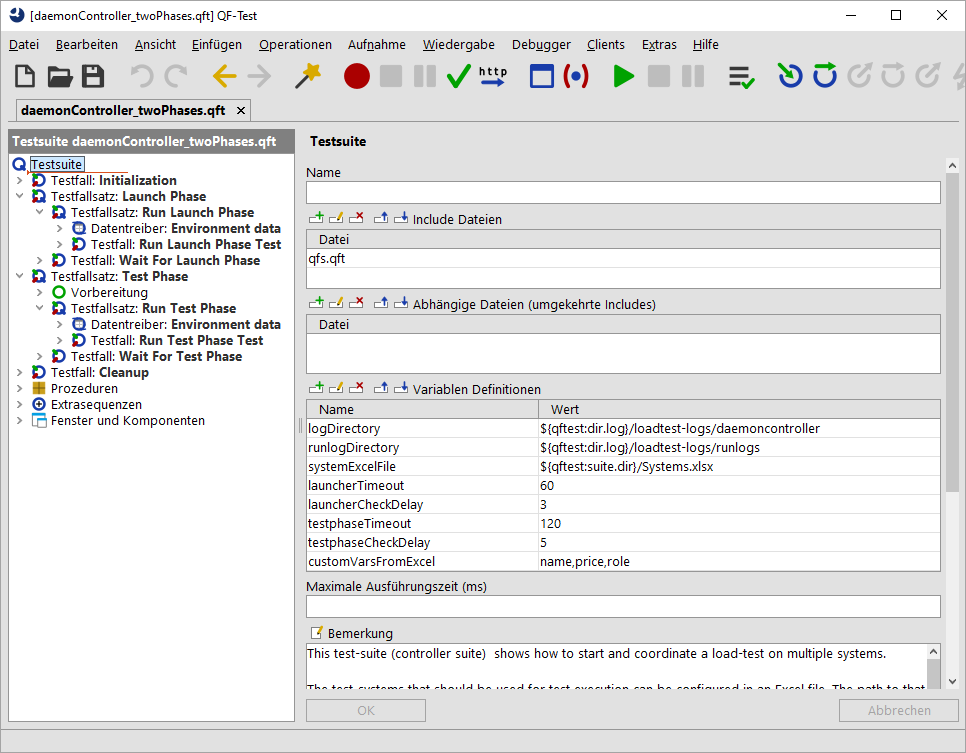 [daemonController_twoPhases.qft] QF-Test
Datei Bearbeiten Ansicht Einfügen Operationen Aufnahme Wiedergabe Debugger Clients Extras Hilfe
http
daemonController_twoPhases.qft
Testsuite daemonController_twoPhases.qft
Testsuite
Testfall: Initialization
Testfallsatz: Launch Phase
Testfallsatz: Run Launch Phase
Datentreiber: Environment data
Testfall: Run Launch Phase Test
Testfall: Wait For Launch Phase
Testfallsatz: Test Phase
Vorbereitung
Testfallsatz: Run Test Phase
Datentreiber: Environment data
Testfall: Run Test Phase Test
Testfall: Wait For Test Phase
Testfall: Cleanup
Prozeduren
Extrasequenzen
Fenster und Komponenten
Testsuite
Name
Include Dateien
Datei
qfs.qft
Abhängige Dateien (umgekehrte Includes)
Datei
Variablen Definitionen
Name Wert
logDirectory ${qftest:dir.log}/loadtest-logs/daemoncontroller
runlogDirectory ${qftest:dir.log}/loadtest-logs/runlogs
systemExcelFile ${qftest:suite.dir}/Systems.xlsx
launcherTimeout 60
launcherCheckDelay 3
testphaseTimeout 120
testphaseCheckDelay 5
customVarsFromExcel name,price,role
Maximale Ausführungszeit (ms)
Bemerkung
This test-suite (controller suite)  shows how to start and coordinate a load-test on multiple systems.
The test-systems that should be used for test execution can be configured in an Excel file. The path to that
OK Abbrechen